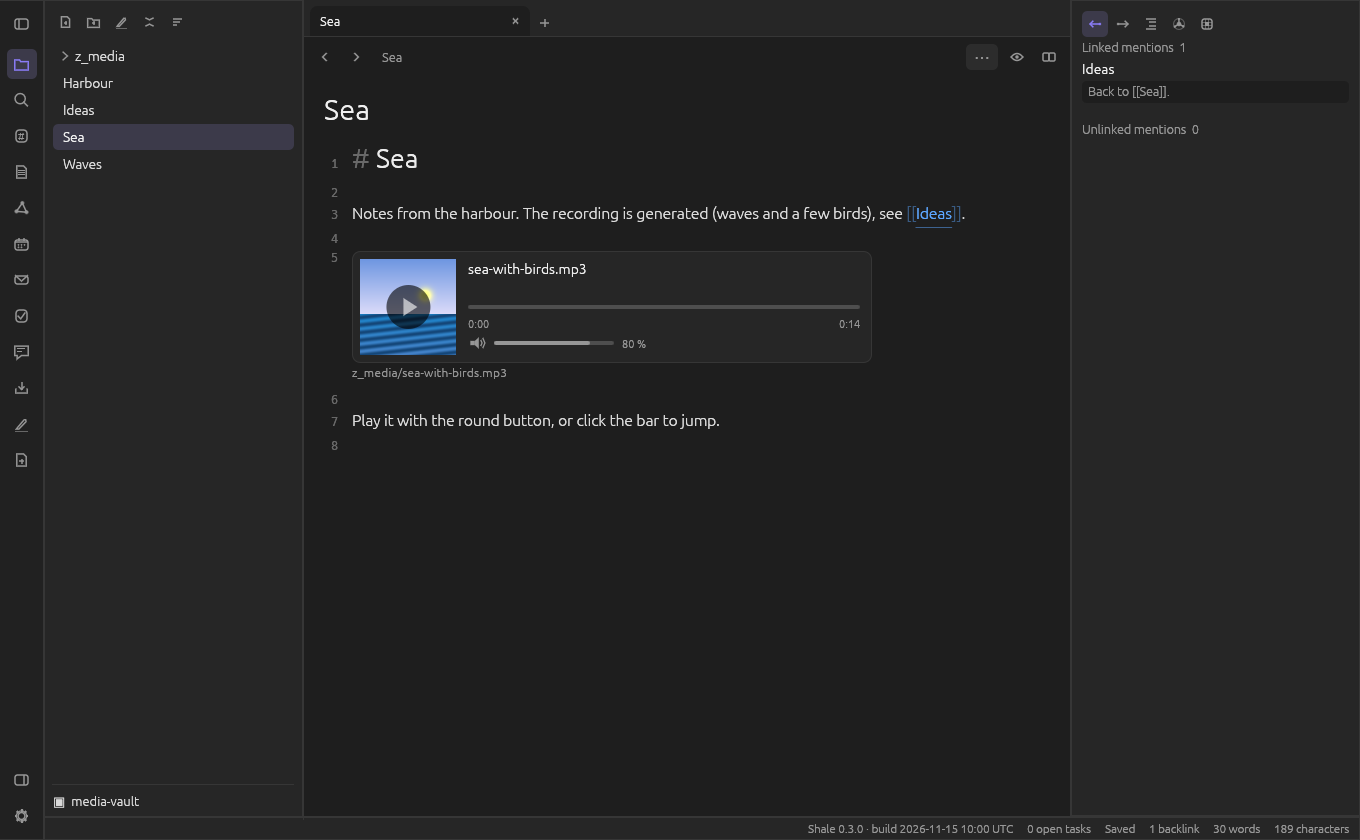 z_media
Harbour
Ideas
Sea
Waves
media-vault
Sea
Sea
Sea
1 # Sea
2
3 Notes from the harbour. The recording is generated (waves and a few birds), see [[Ideas]].
4
5
sea-with-birds.mp3
0:00 0:14
80 %
z_media/sea-with-birds.mp3
6
7 Play it with the round button, or click the bar to jump.
8
Linked mentions 1
Ideas
Back to [[Sea]].
Unlinked mentions 0
Shale 0.3.0 · build 2026-11-15 10:00 UTC 0 open tasks Saved 1 backlink 30 words 189 characters